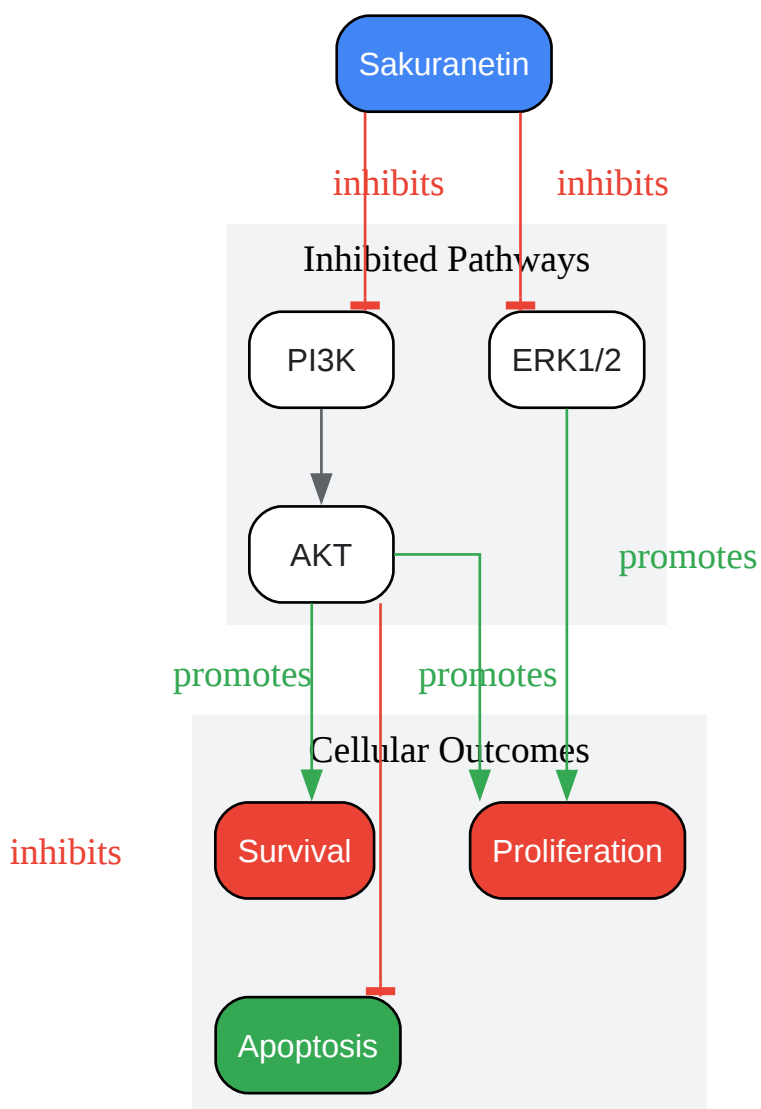 Sakuranetin
inhibits
inhibits
Inhibited Pathways
PI3K
ERK1/2
AKT
promotes
promotes
promotes
Cellular Outcomes
inhibits
Survival
Proliferation
Apoptosis